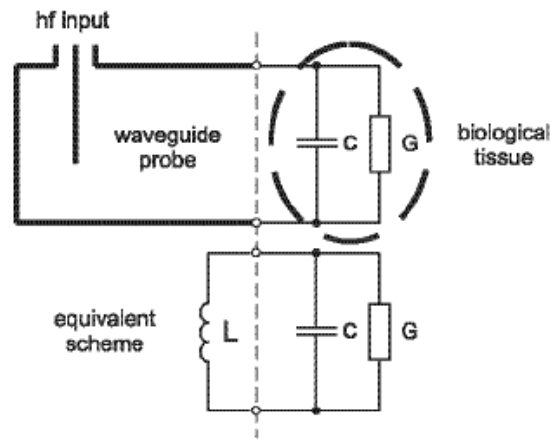 hf input
waveguide
probe
C
G
biological
tissue
equivalent
scheme
L
C
G